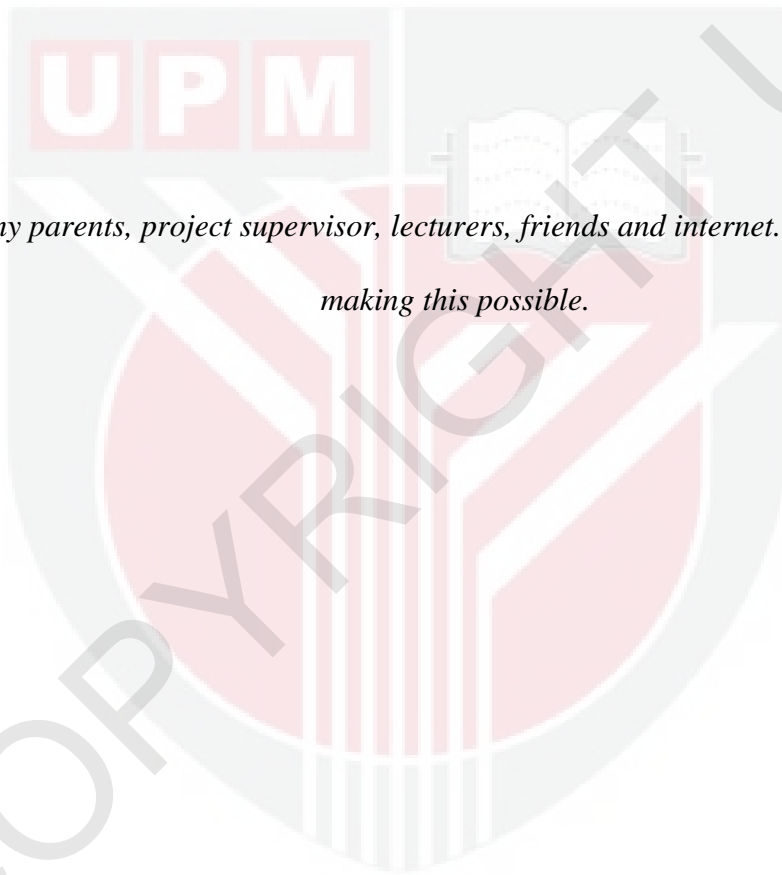 UPM
my parents, project supervisor, lecturers, friends and internet.
making this possible.
COPYRIGHT U